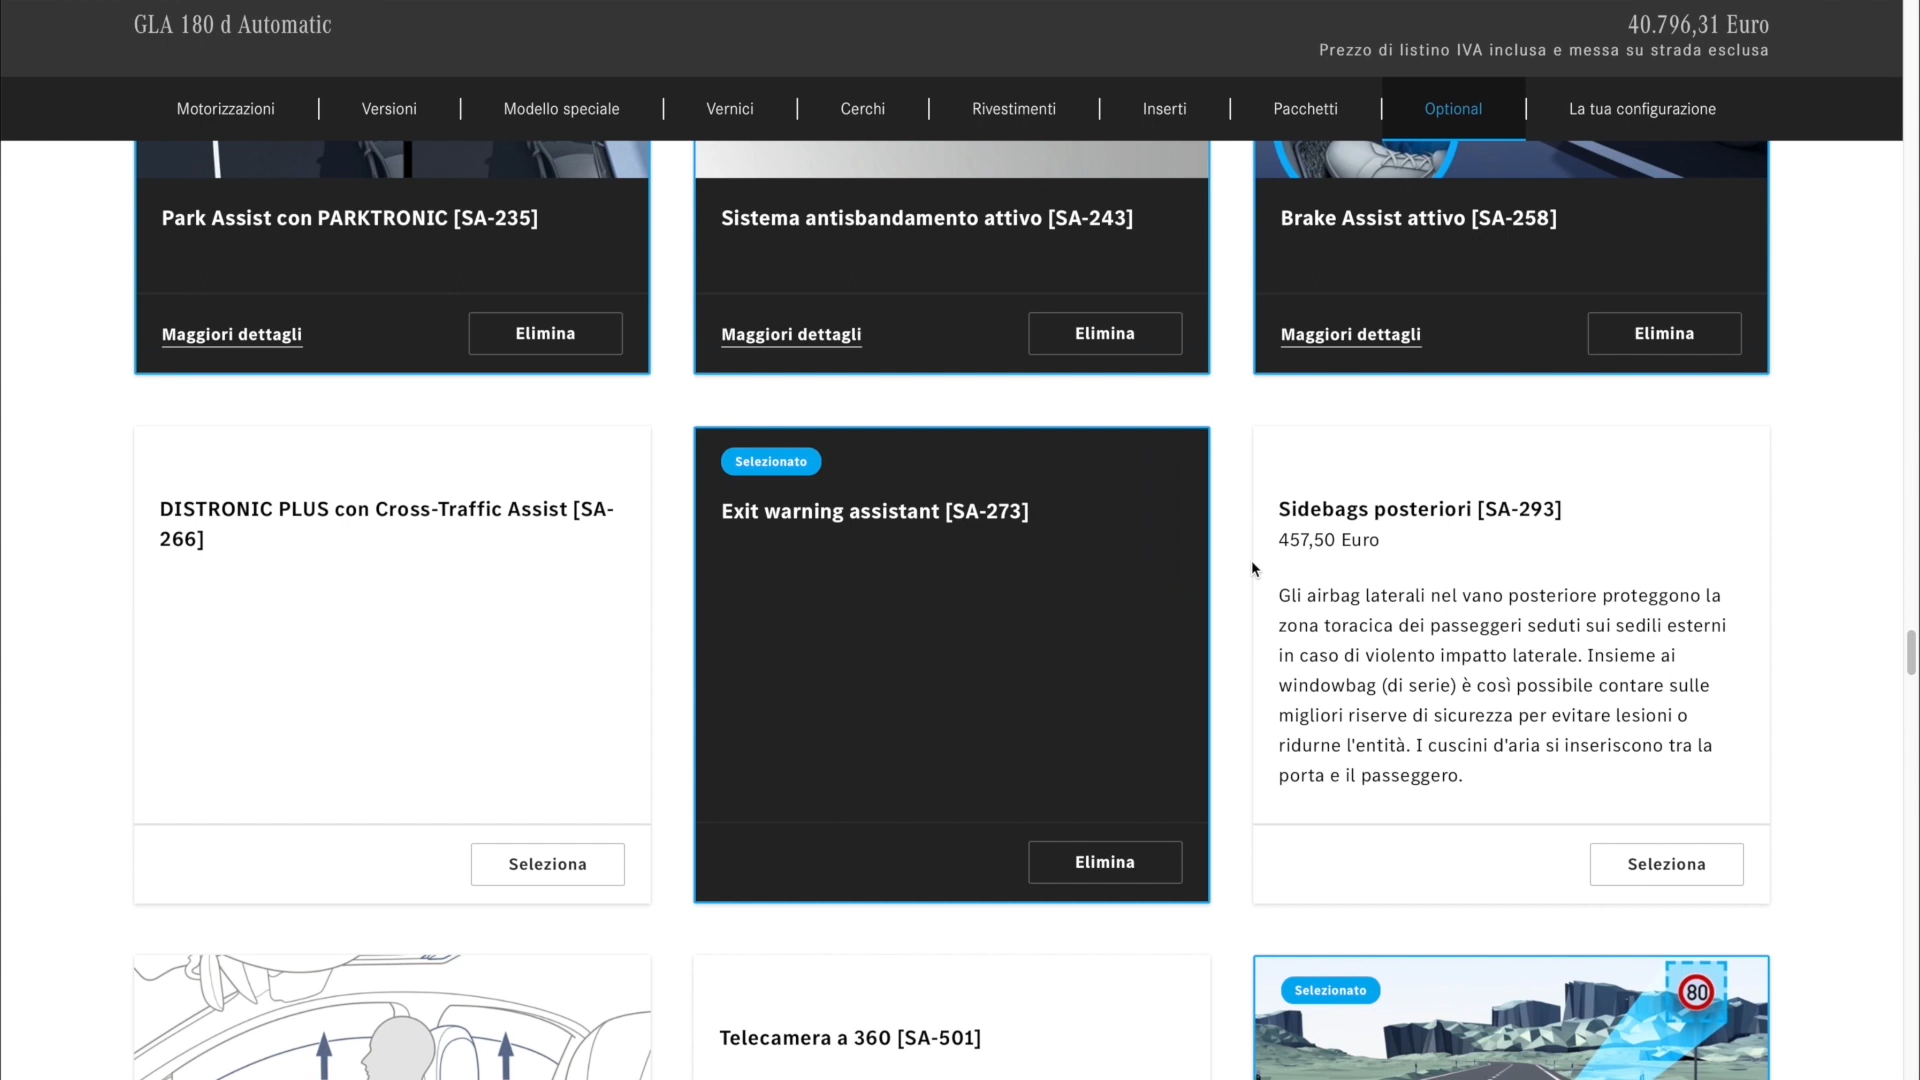 GLA 180 d Automatic
40.796,31 Euro
Prezzo di listino IVA inclusa e messa su strada esclusa
Motorizzazioni
Versioni
Modello speciale
Vernici
Cerchi
Rivestimenti
Inserti
Pacchetti
Optional
La tua configurazione
Park Assist con PARKTRONIC [SA-235]
Maggiori dettagli
Elimina
Sistema antisbandamento attivo [SA-243]
Maggiori dettagli
Elimina
Brake Assist attivo [SA-258]
Maggiori dettagli
Elimina
DISTRONIC PLUS con Cross-Traffic Assist [SA-
266]
Seleziona
Selezionato
Exit warning assistant [SA-273]
Elimina
Sidebags posteriori [SA-293]
457,50 Euro
Gli airbag laterali nel vano posteriore proteggono la
zona toracica dei passeggeri seduti sui sedili esterni
in caso di violento impatto laterale. Insieme ai
windowbag (di serie) è così possibile contare sulle
migliori riserve di sicurezza per evitare lesioni o
ridurne l'entità. I cuscini d'aria si inseriscono tra la
porta e il passeggero.
Seleziona
Telecamera a 360 [SA-501]
Selezionato
80